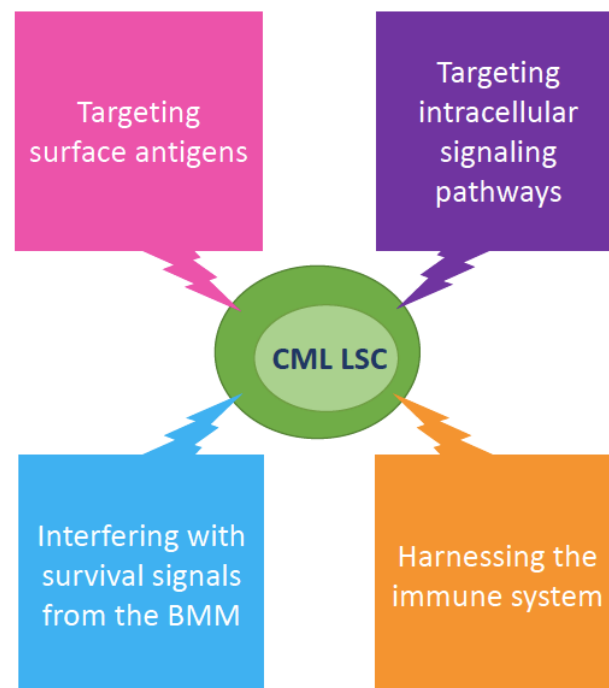 Targeting
surface antigens
Targeting
intracellular
signaling
pathways
CML LSC
Interfering with
survival signals
from the BMM
Harnessing the
immune system